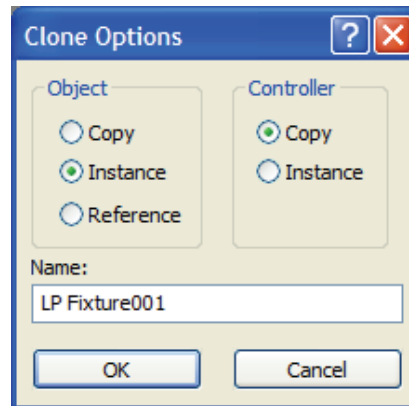 Clone Options
Object
Controller
Copy
Copy
Instance
Instance
Reference
Name:
LP Fixture001
OK
Cancel